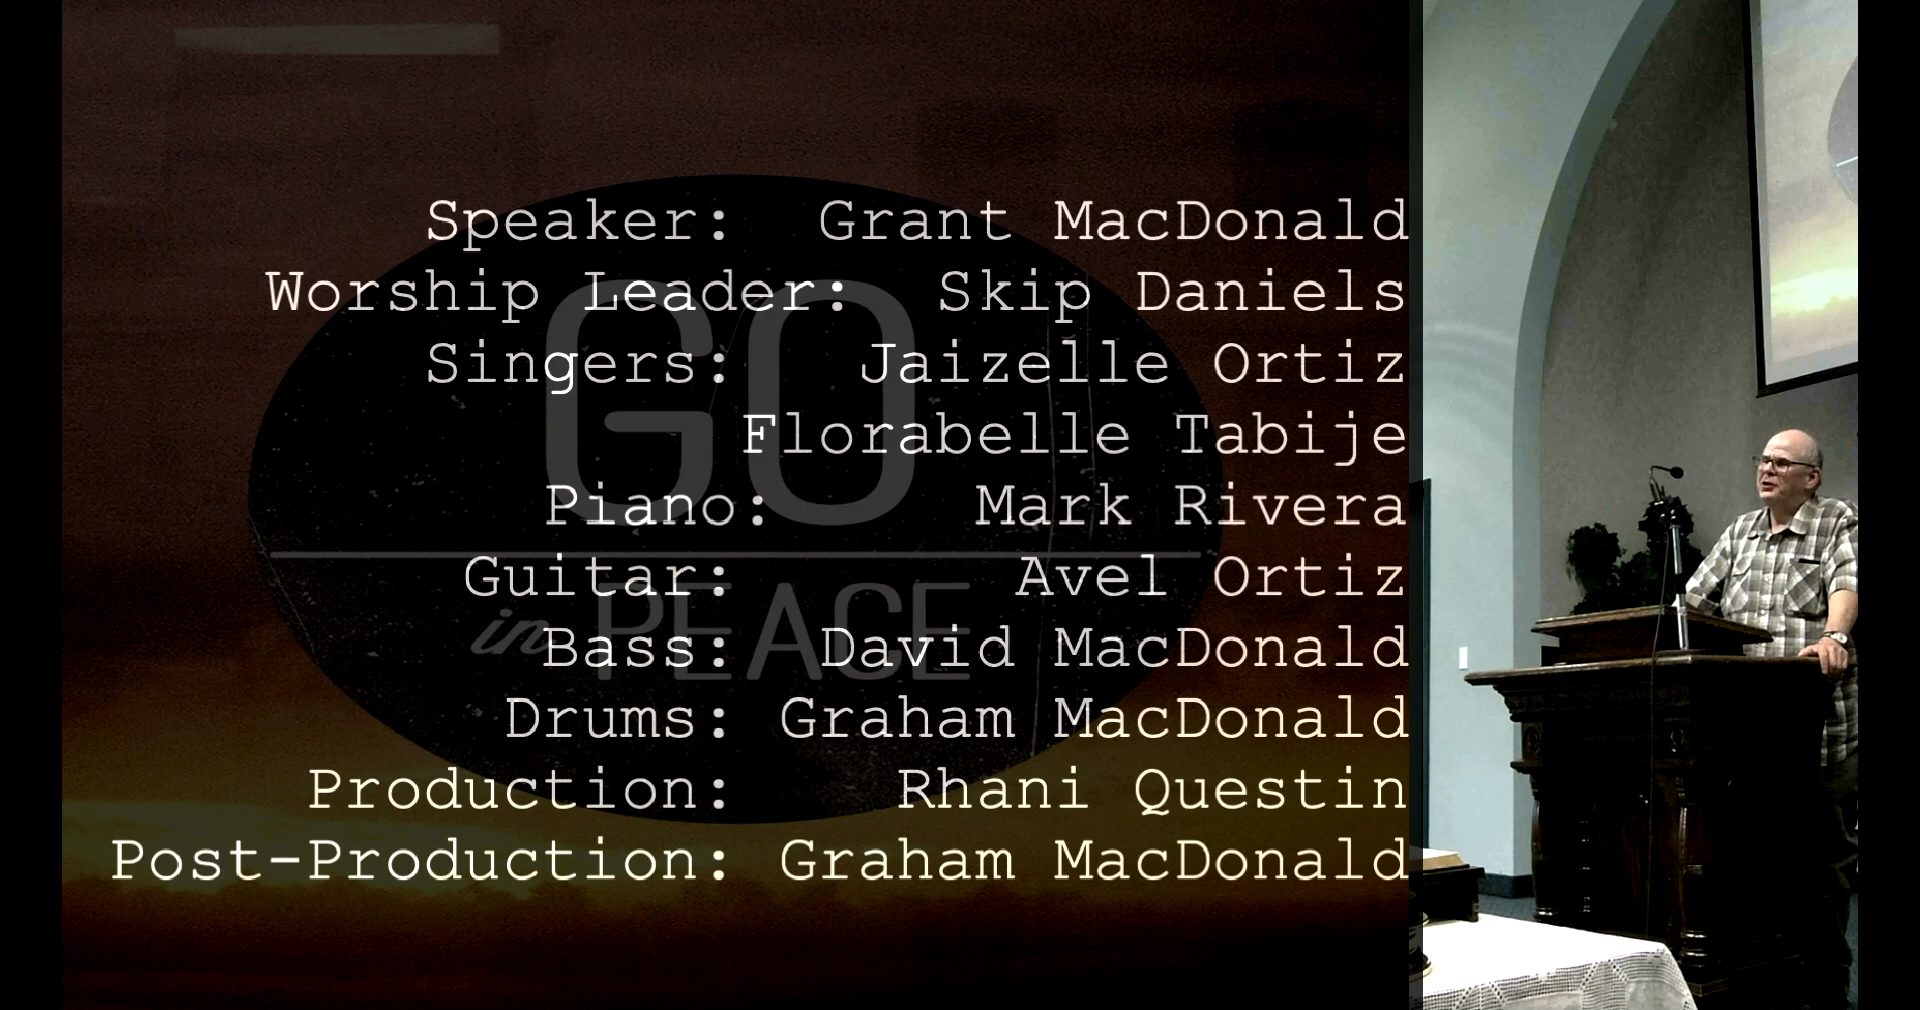 Speaker: Grant MacDonald
Worship Leader: Skip Daniels
Singers: Jaizelle Ortiz
Florabelle Tabije
Piano: Mark Rivera
Guitar: Avel Ortiz
Bass: David MacDonald
Drums: Graham MacDonald
Production: Rhani Questin
Post-Production: Graham MacDonald
GO
in PEACE